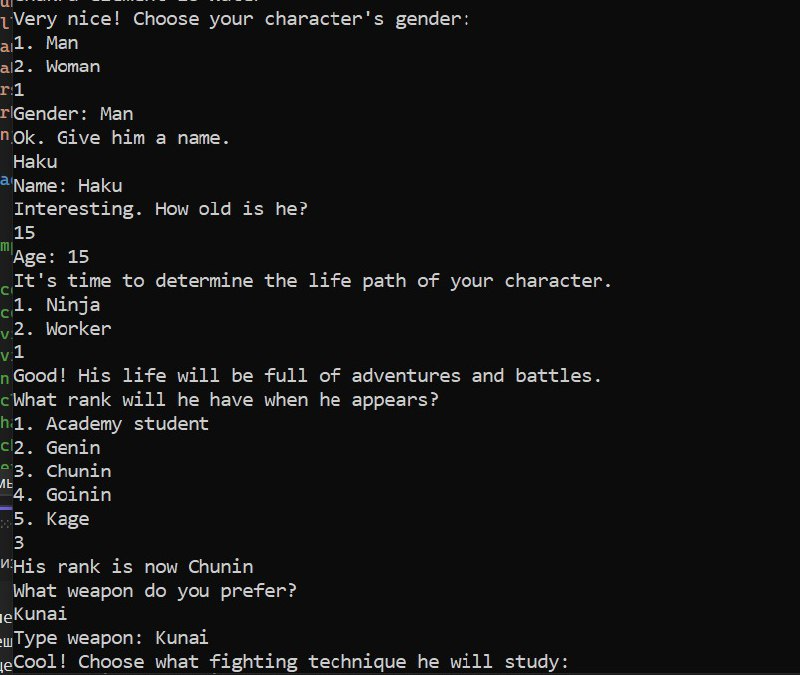 Very nice! Choose your character's gender:
1. Man
2. Woman
1
Gender: Man
Ok. Give him a name.
Haku
Name: Haku
Interesting. How old is he?
15
Age: 15
It's time to determine the life path of your character.
1. Ninja
2. Worker
1
Good! His life will be full of adventures and battles.
What rank will he have when he appears?
1. Academy student
2. Genin
3. Chunin
4. Goinin
5. Kage
3
His rank is now Chunin
What weapon do you prefer?
Kunai
Type weapon: Kunai
Cool! Choose what fighting technique he will study: